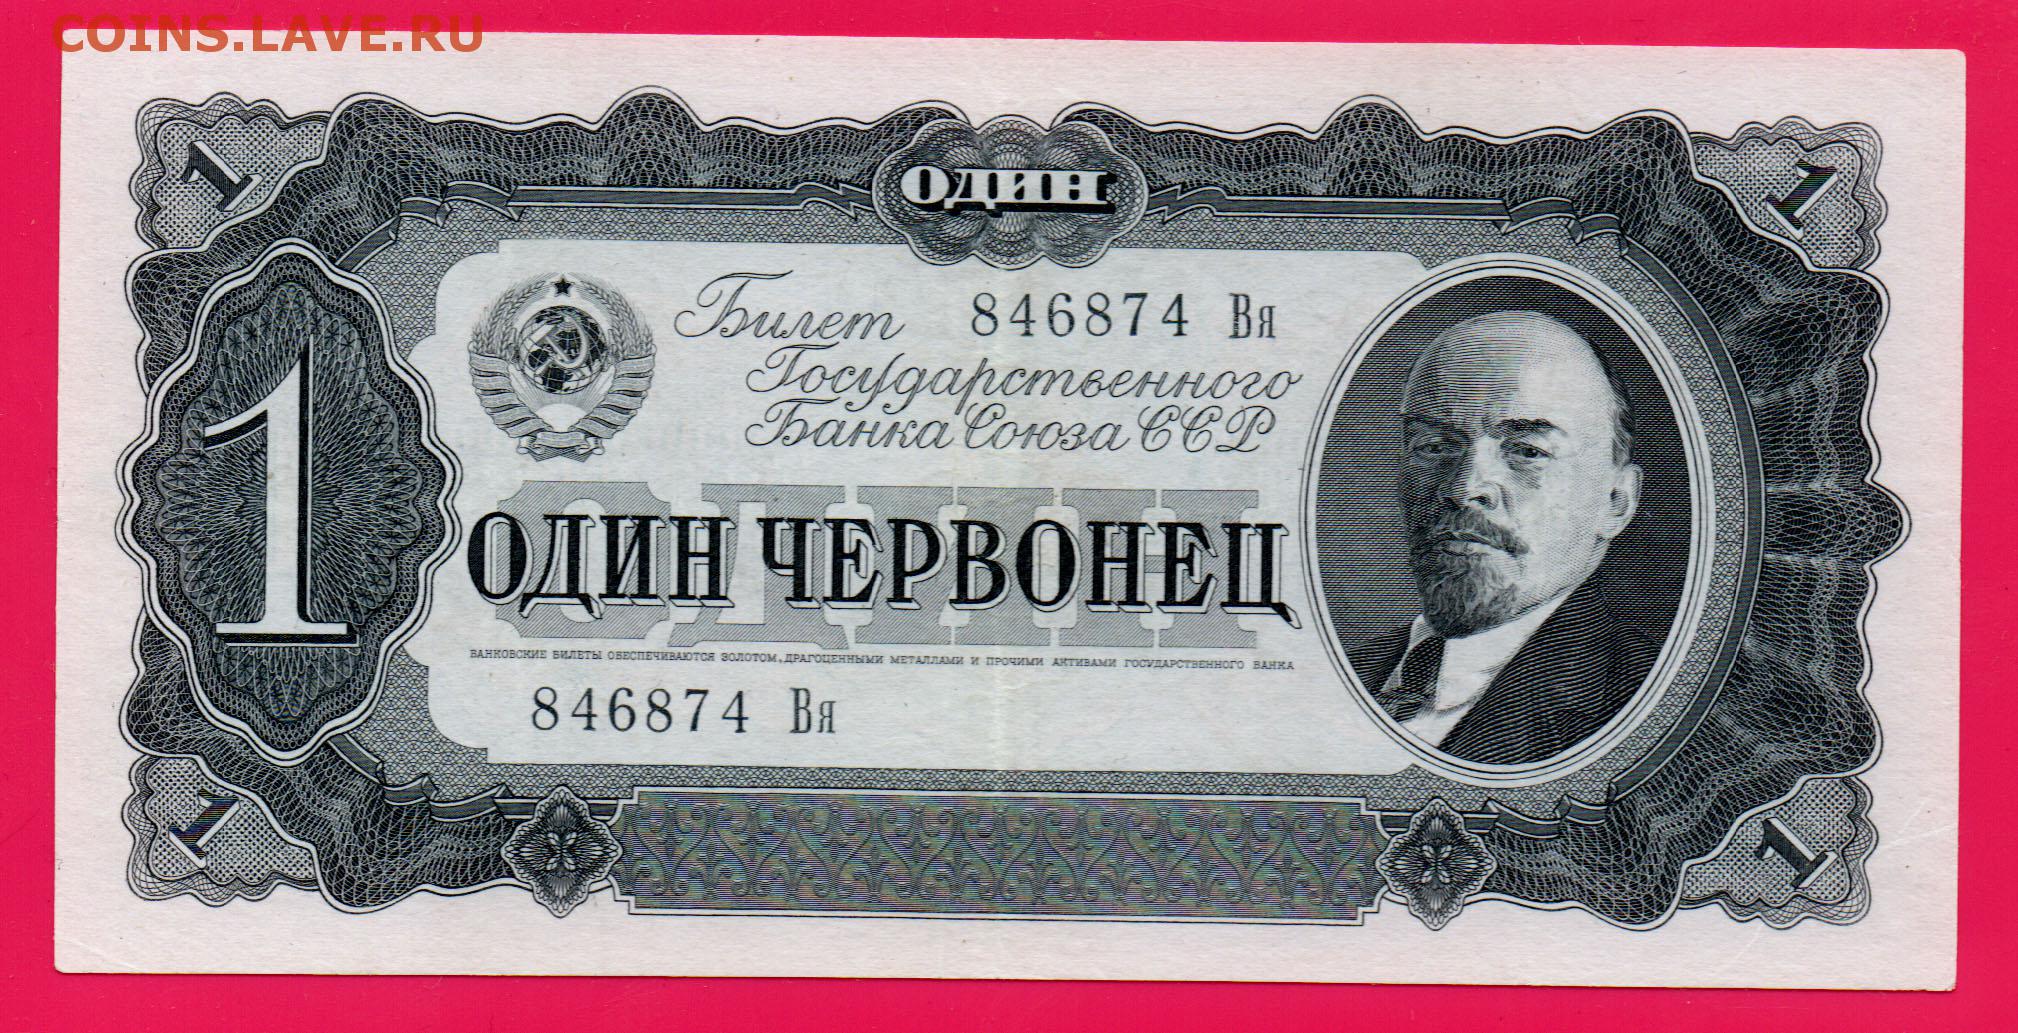 COINS.LAVE.RU
1
1
ОДИН
Билет 846874 Вя
Государственного
Банка Союза ССР
1
ОДИН
ОДИН ЧЕРВОНЕЦ
БАНКОВСКИЕ БИЛЕТЫ ОБЕСПЕЧИВАЮТСЯ ЗОЛОТОМ, ДРАГОЦЕННЫМИ МЕТАЛЛАМИ И ПРОЧИМИ АКТИВАМИ ГОСУДАРСТВЕННОГО БАНКА
846874 Вя
1
1